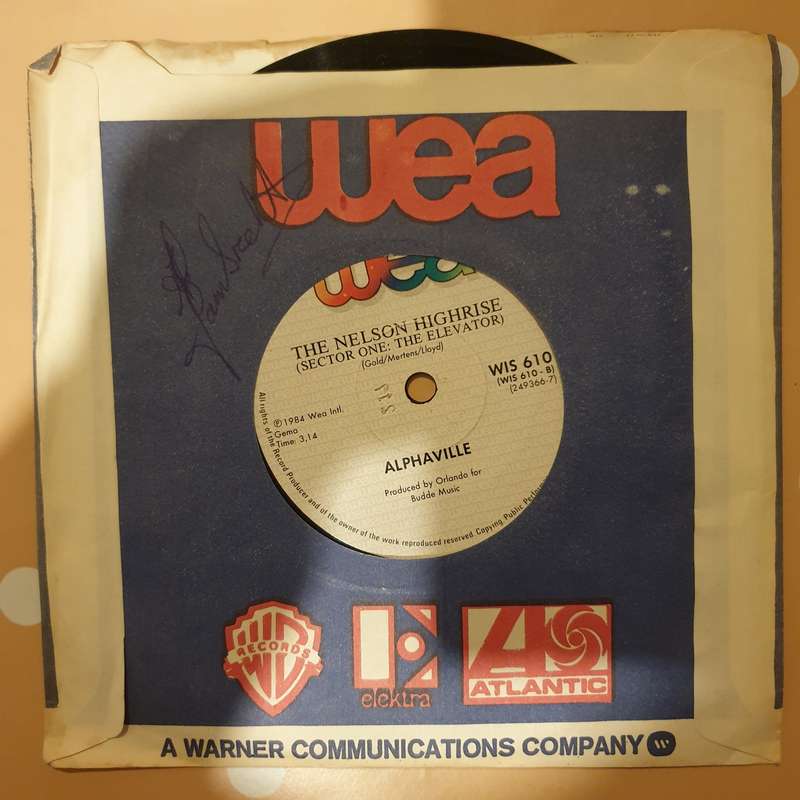 wea
wea
THE NELSON HIGHRISE
(SECTOR ONE: THE ELEVATOR)
(Gold/Mertens/Lloyd)
WIS 610
(WIS 610 - B)
(249366-7)
℗1984 Wea Intl.
Gema
Time: 3,14
ALPHAVILLE
Produced by Orlando for
Budde Music
All rights of the Record Producer and of the owner of the work reproduced reserved. Copying Public
W RECORDS
elektra
ATLANTIC
A WARNER COMMUNICATIONS COMPANY